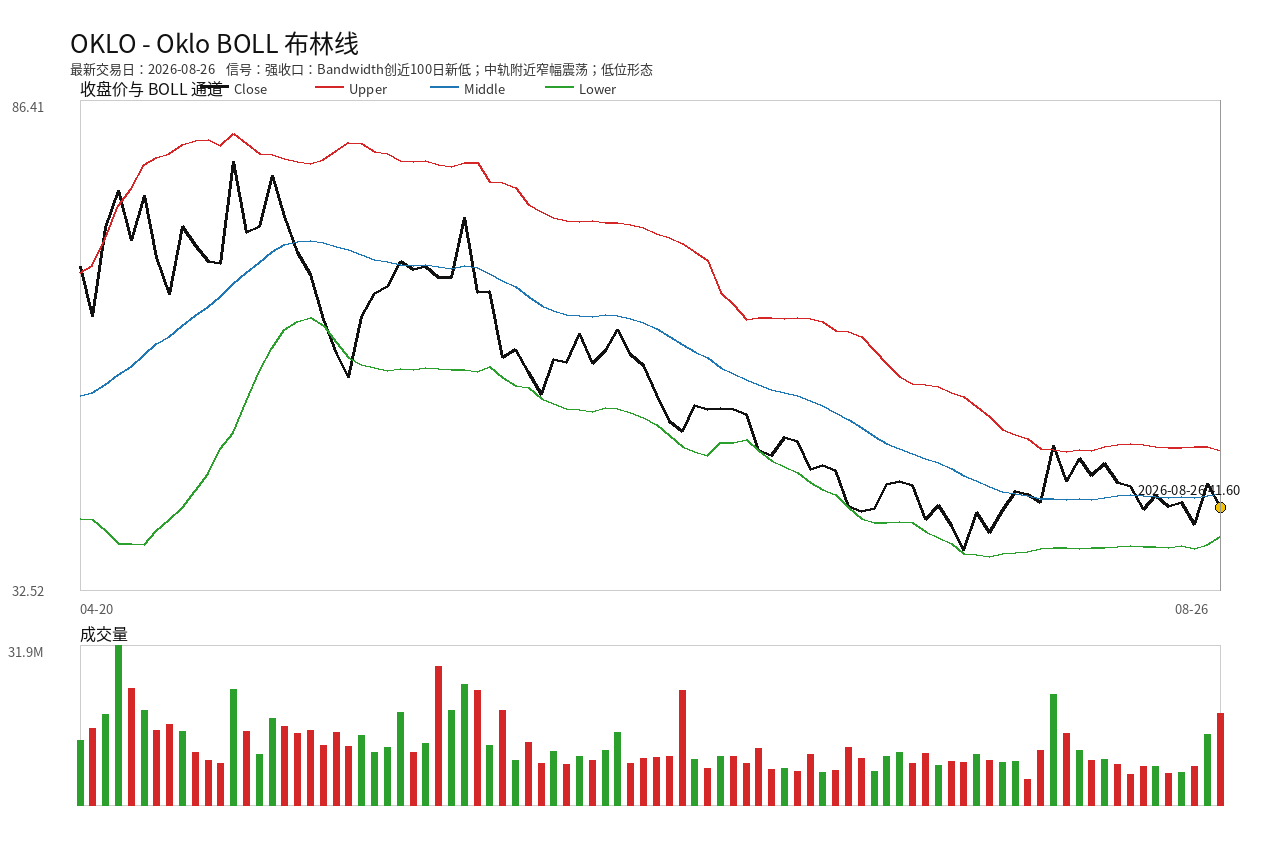 OKLO - Oklo BOLL 布林线
最新交易日：2026-08-26 信号：强收口：Bandwidth创近100日新低；中轨附近窄幅震荡；低位形态
收盘价与 BOLL 通道 Close Upper Middle Lower
86.41
2026-08-26 41.60
32.52
04-20 08-26
成交量
31.9M